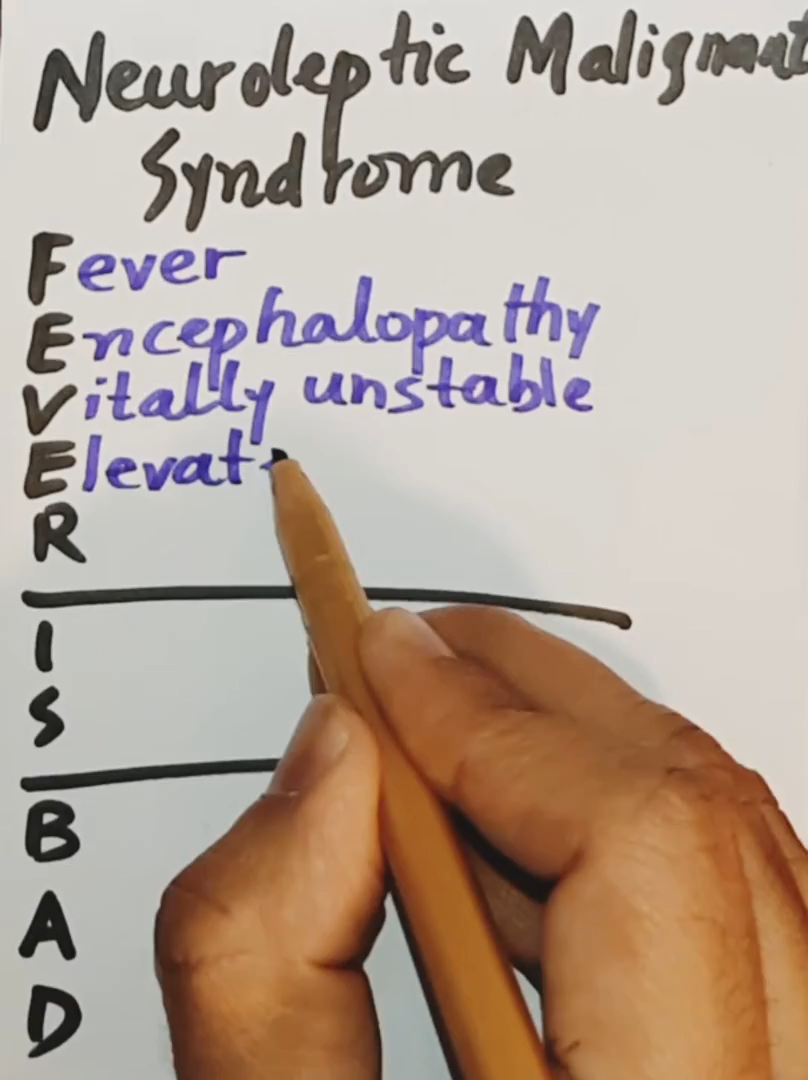 Neuroleptic Malignant
Syndrome
Fever
Encephalopathy
Vitally unstable
Elevat
R
I
S
B
A
D